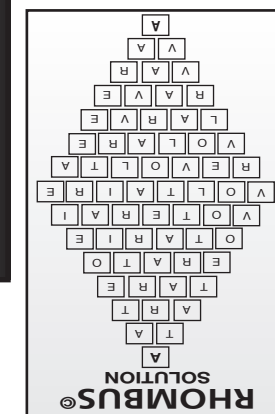 RHOMBUS©
SOLUTION
A
T A
A R T
T A R E
E R A T O
O T A R I E
V O T E R A I
V O L T A I R E
R E V O L T A
V O L A R E
L A R V E
R A V E
V A R
V A
A